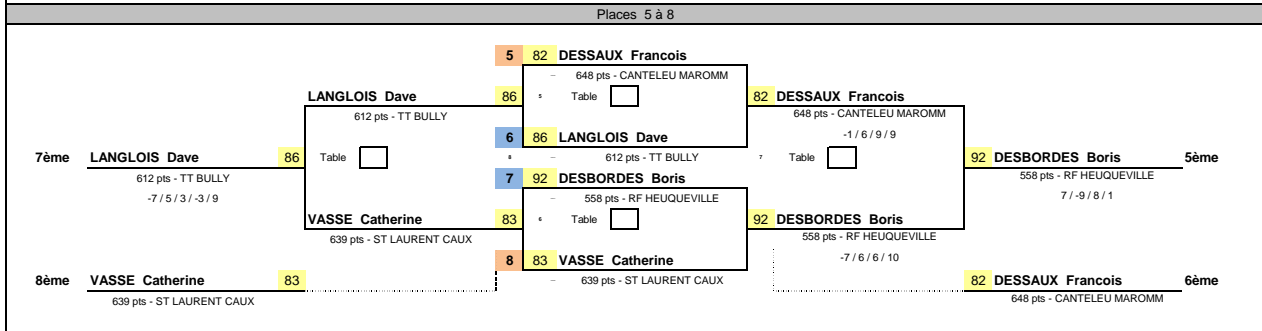 Places 5 à 8
5 82 DESSAUX Francois
648 pts - CANTELEU MAROMM
LANGLOIS Dave 86 5 Table 82 DESSAUX Francois
612 pts - TT BULLY 648 pts - CANTELEU MAROMM
6 86 LANGLOIS Dave -1 / 6 / 9 / 9
7ème LANGLOIS Dave 86 Table 8 612 pts - TT BULLY 7 Table 92 DESBORDES Boris 5ème
612 pts - TT BULLY 7 92 DESBORDES Boris 558 pts - RF HEUQUEVILLE
-7 / 5 / 3 / -3 / 9 558 pts - RF HEUQUEVILLE 7 / -9 / 8 / 1
VASSE Catherine 83 6 Table 92 DESBORDES Boris
639 pts - ST LAURENT CAUX 558 pts - RF HEUQUEVILLE
8 83 VASSE Catherine -7 / 6 / 6 / 10
8ème VASSE Catherine 83 639 pts - ST LAURENT CAUX 82 DESSAUX Francois 6ème
639 pts - ST LAURENT CAUX 648 pts - CANTELEU MAROMM